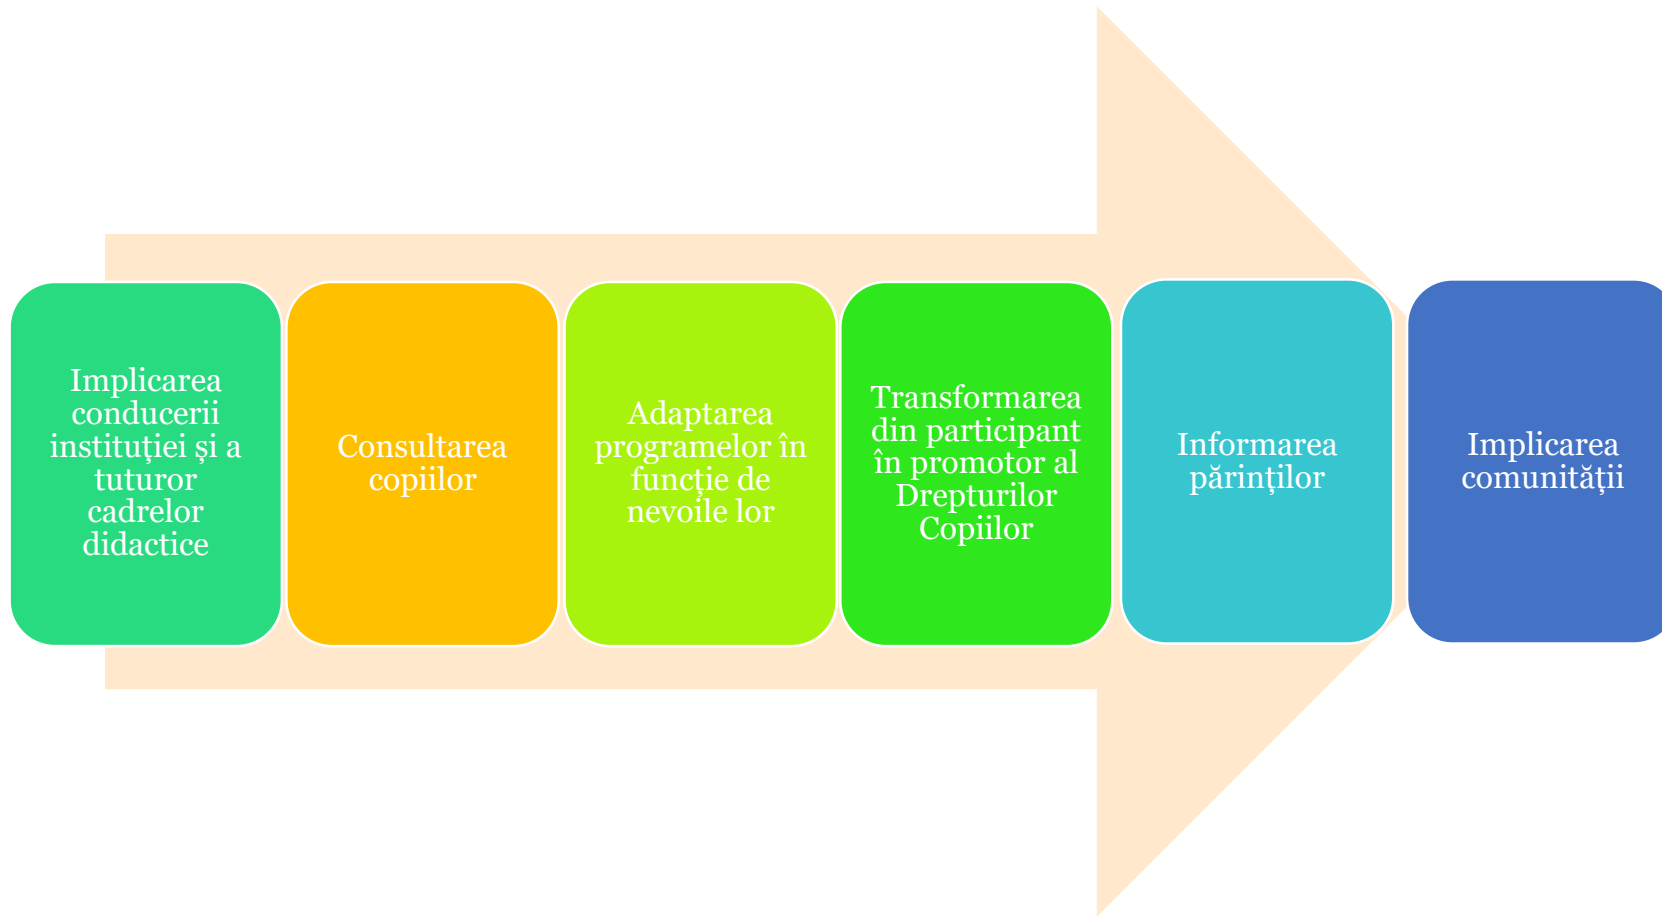 Implicarea
conducerii
instituției și a
tuturor
cadrelor
didactice
Consultarea
copiilor
Adaptarea
programelor în
funcție de
nevoile lor
Transformarea
din participant
în promotor al
Drepturilor
Copiilor
Informarea
părinților
Implicarea
comunității